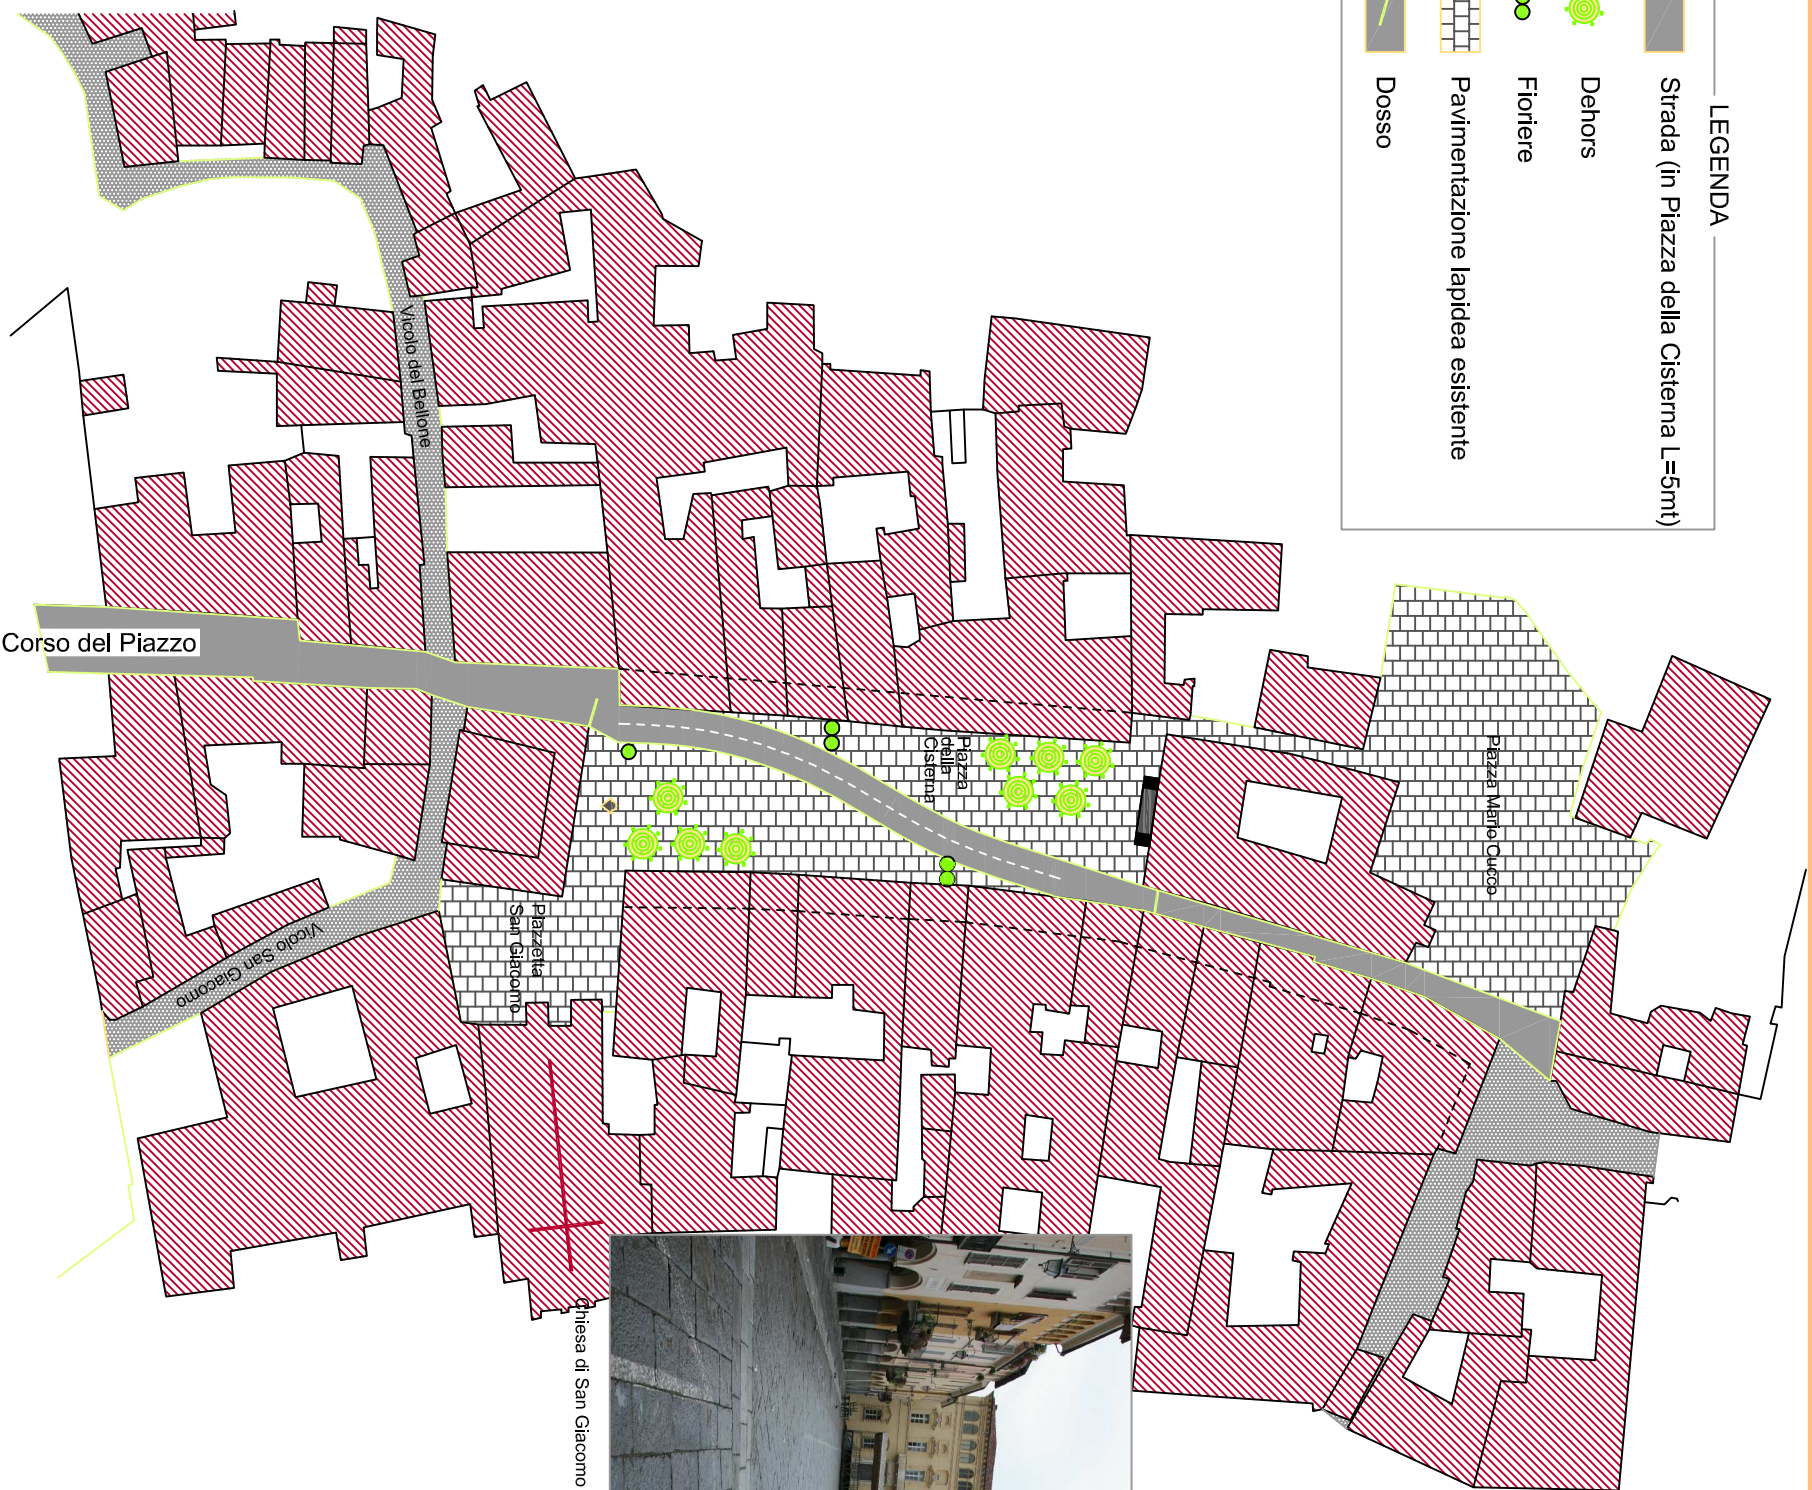 LEGENDA
Strada (in Piazza della Cisterna L=5mt)
Dehors
Fioriere
Pavimentazione lapidea esistente
Dosso
Vicolo del Bellone
Corso del Piazzo
Piazza
della
Cisterna
Piazza Mario Cucco
Piazzetta
San Giacomo
Vicolo San Giacomo
Chiesa di San Giacomo